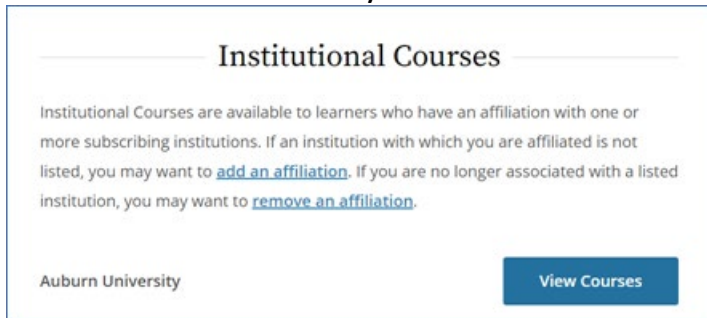 Institutional Courses
Institutional Courses are available to learners who have an affiliation with one or
more subscribing institutions. If an institution with which you are affiliated is not
listed, you may want to add an affiliation. If you are no longer associated with a listed
institution, you may want to remove an affiliation.
Auburn University
View Courses